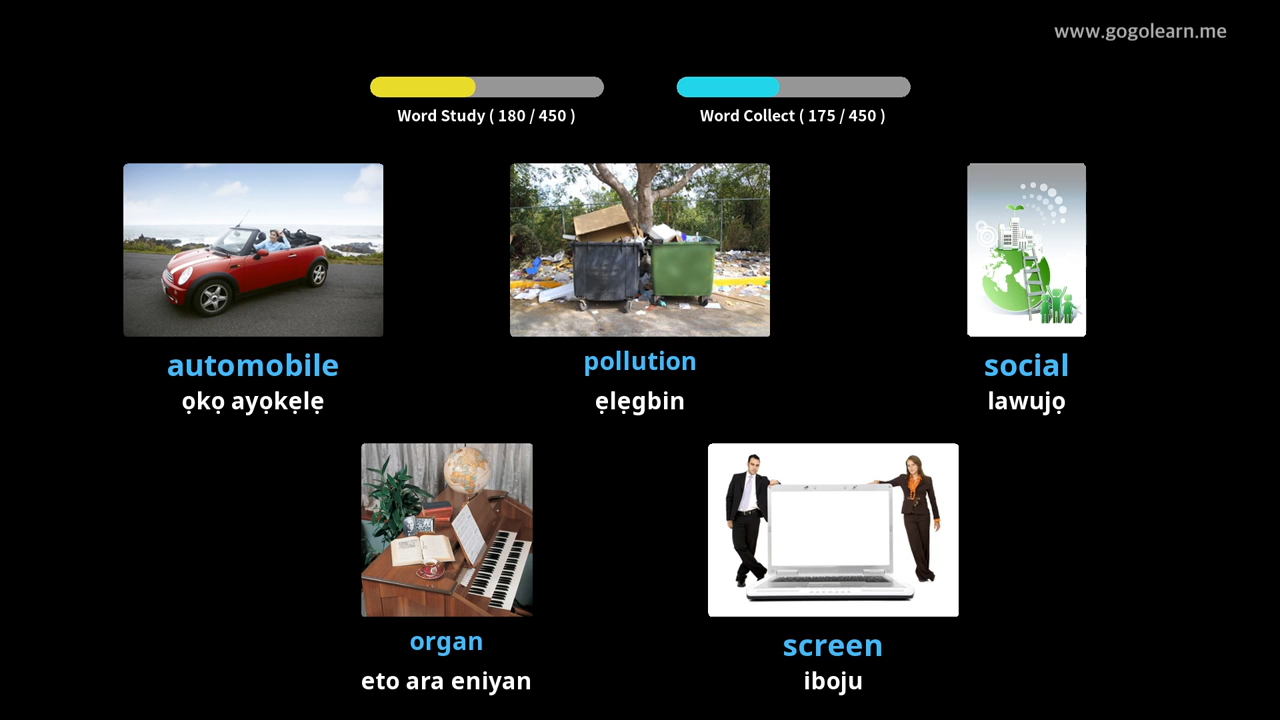 www.gogolearn.me
Word Study ( 180 / 450 )
Word Collect ( 175 / 450 )
automobile
ọkọ ayọkẹlẹ
pollution
ẹlẹgbin
social
lawujọ
organ
eto ara eniyan
screen
iboju